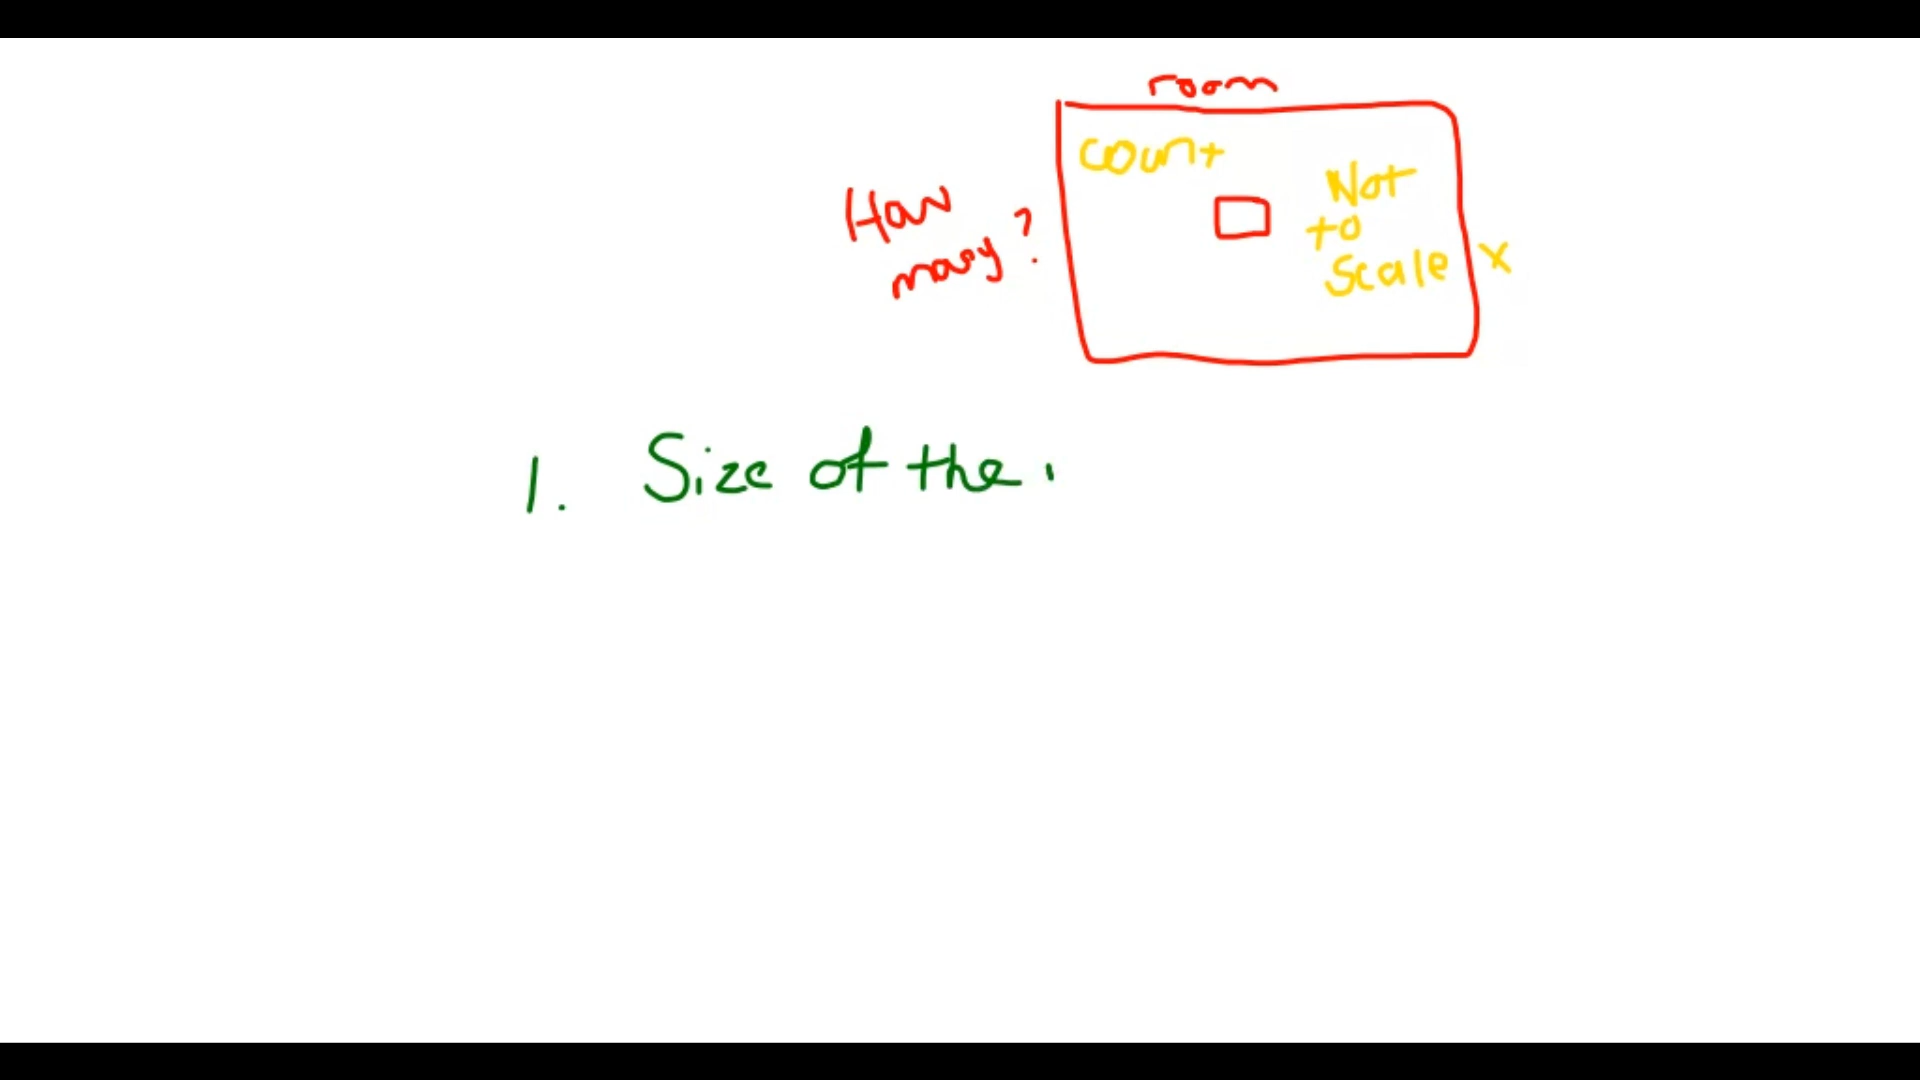 room
count
How
many?
Not
to
Scale x
1. Size of the